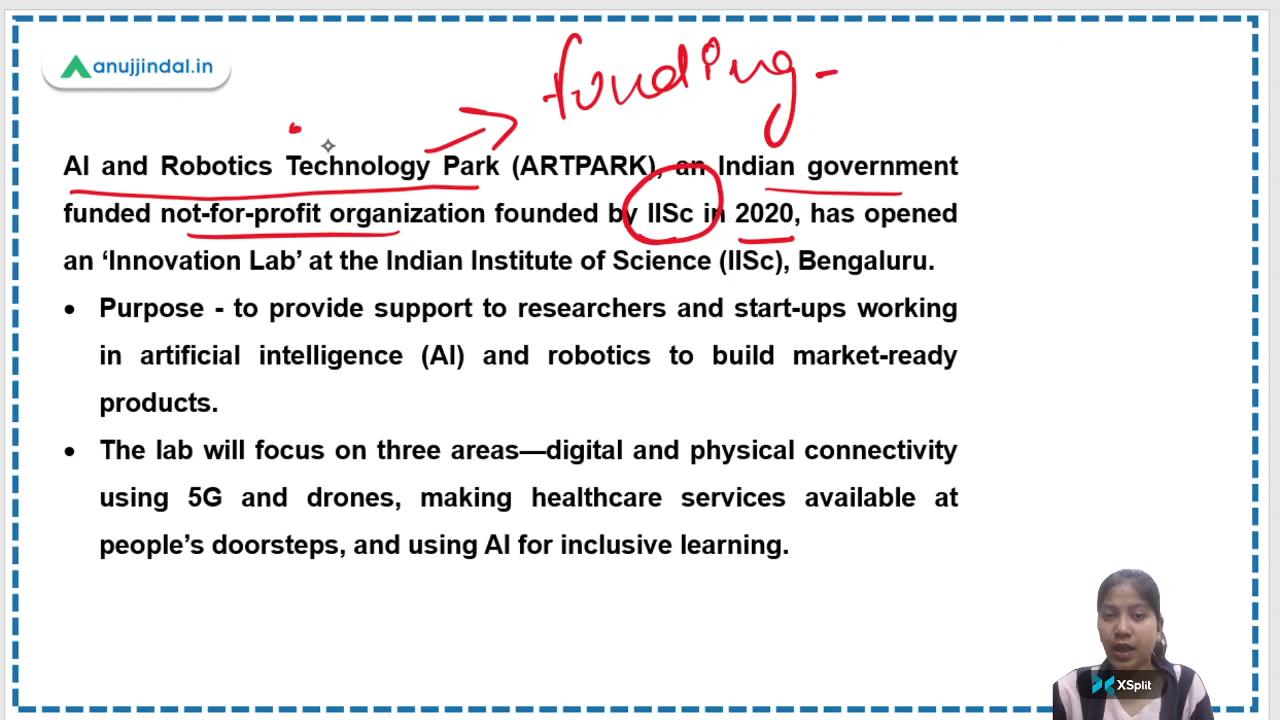 anujjindal.in
funding-
AI and Robotics Technology Park (ARTPARK), an Indian government
funded not-for-profit organization founded by IISc in 2020, has opened
an ‘Innovation Lab’ at the Indian Institute of Science (IISc), Bengaluru.
• Purpose - to provide support to researchers and start-ups working
in artificial intelligence (AI) and robotics to build market-ready
products.
• The lab will focus on three areas—digital and physical connectivity
using 5G and drones, making healthcare services available at
people’s doorsteps, and using AI for inclusive learning.
XSplit